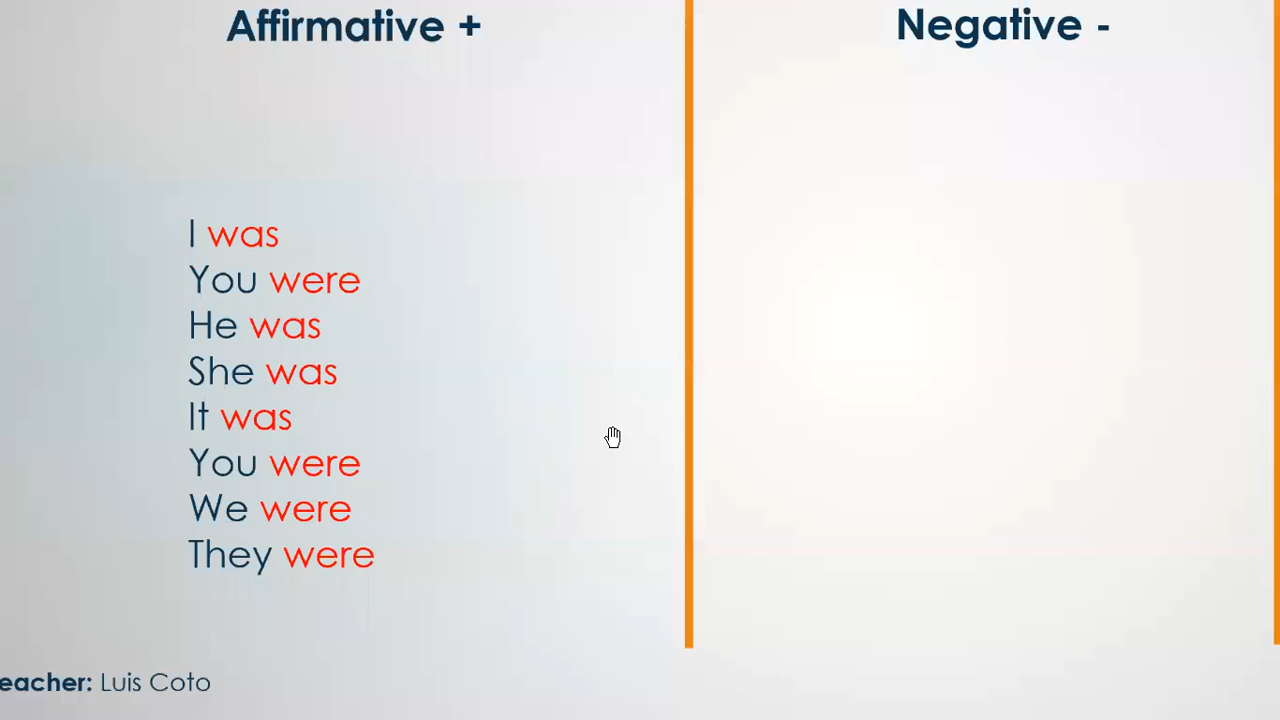 Affirmative +
Negative -
I was
You were
He was
She was
It was
You were
We were
They were
eacher: Luis Coto